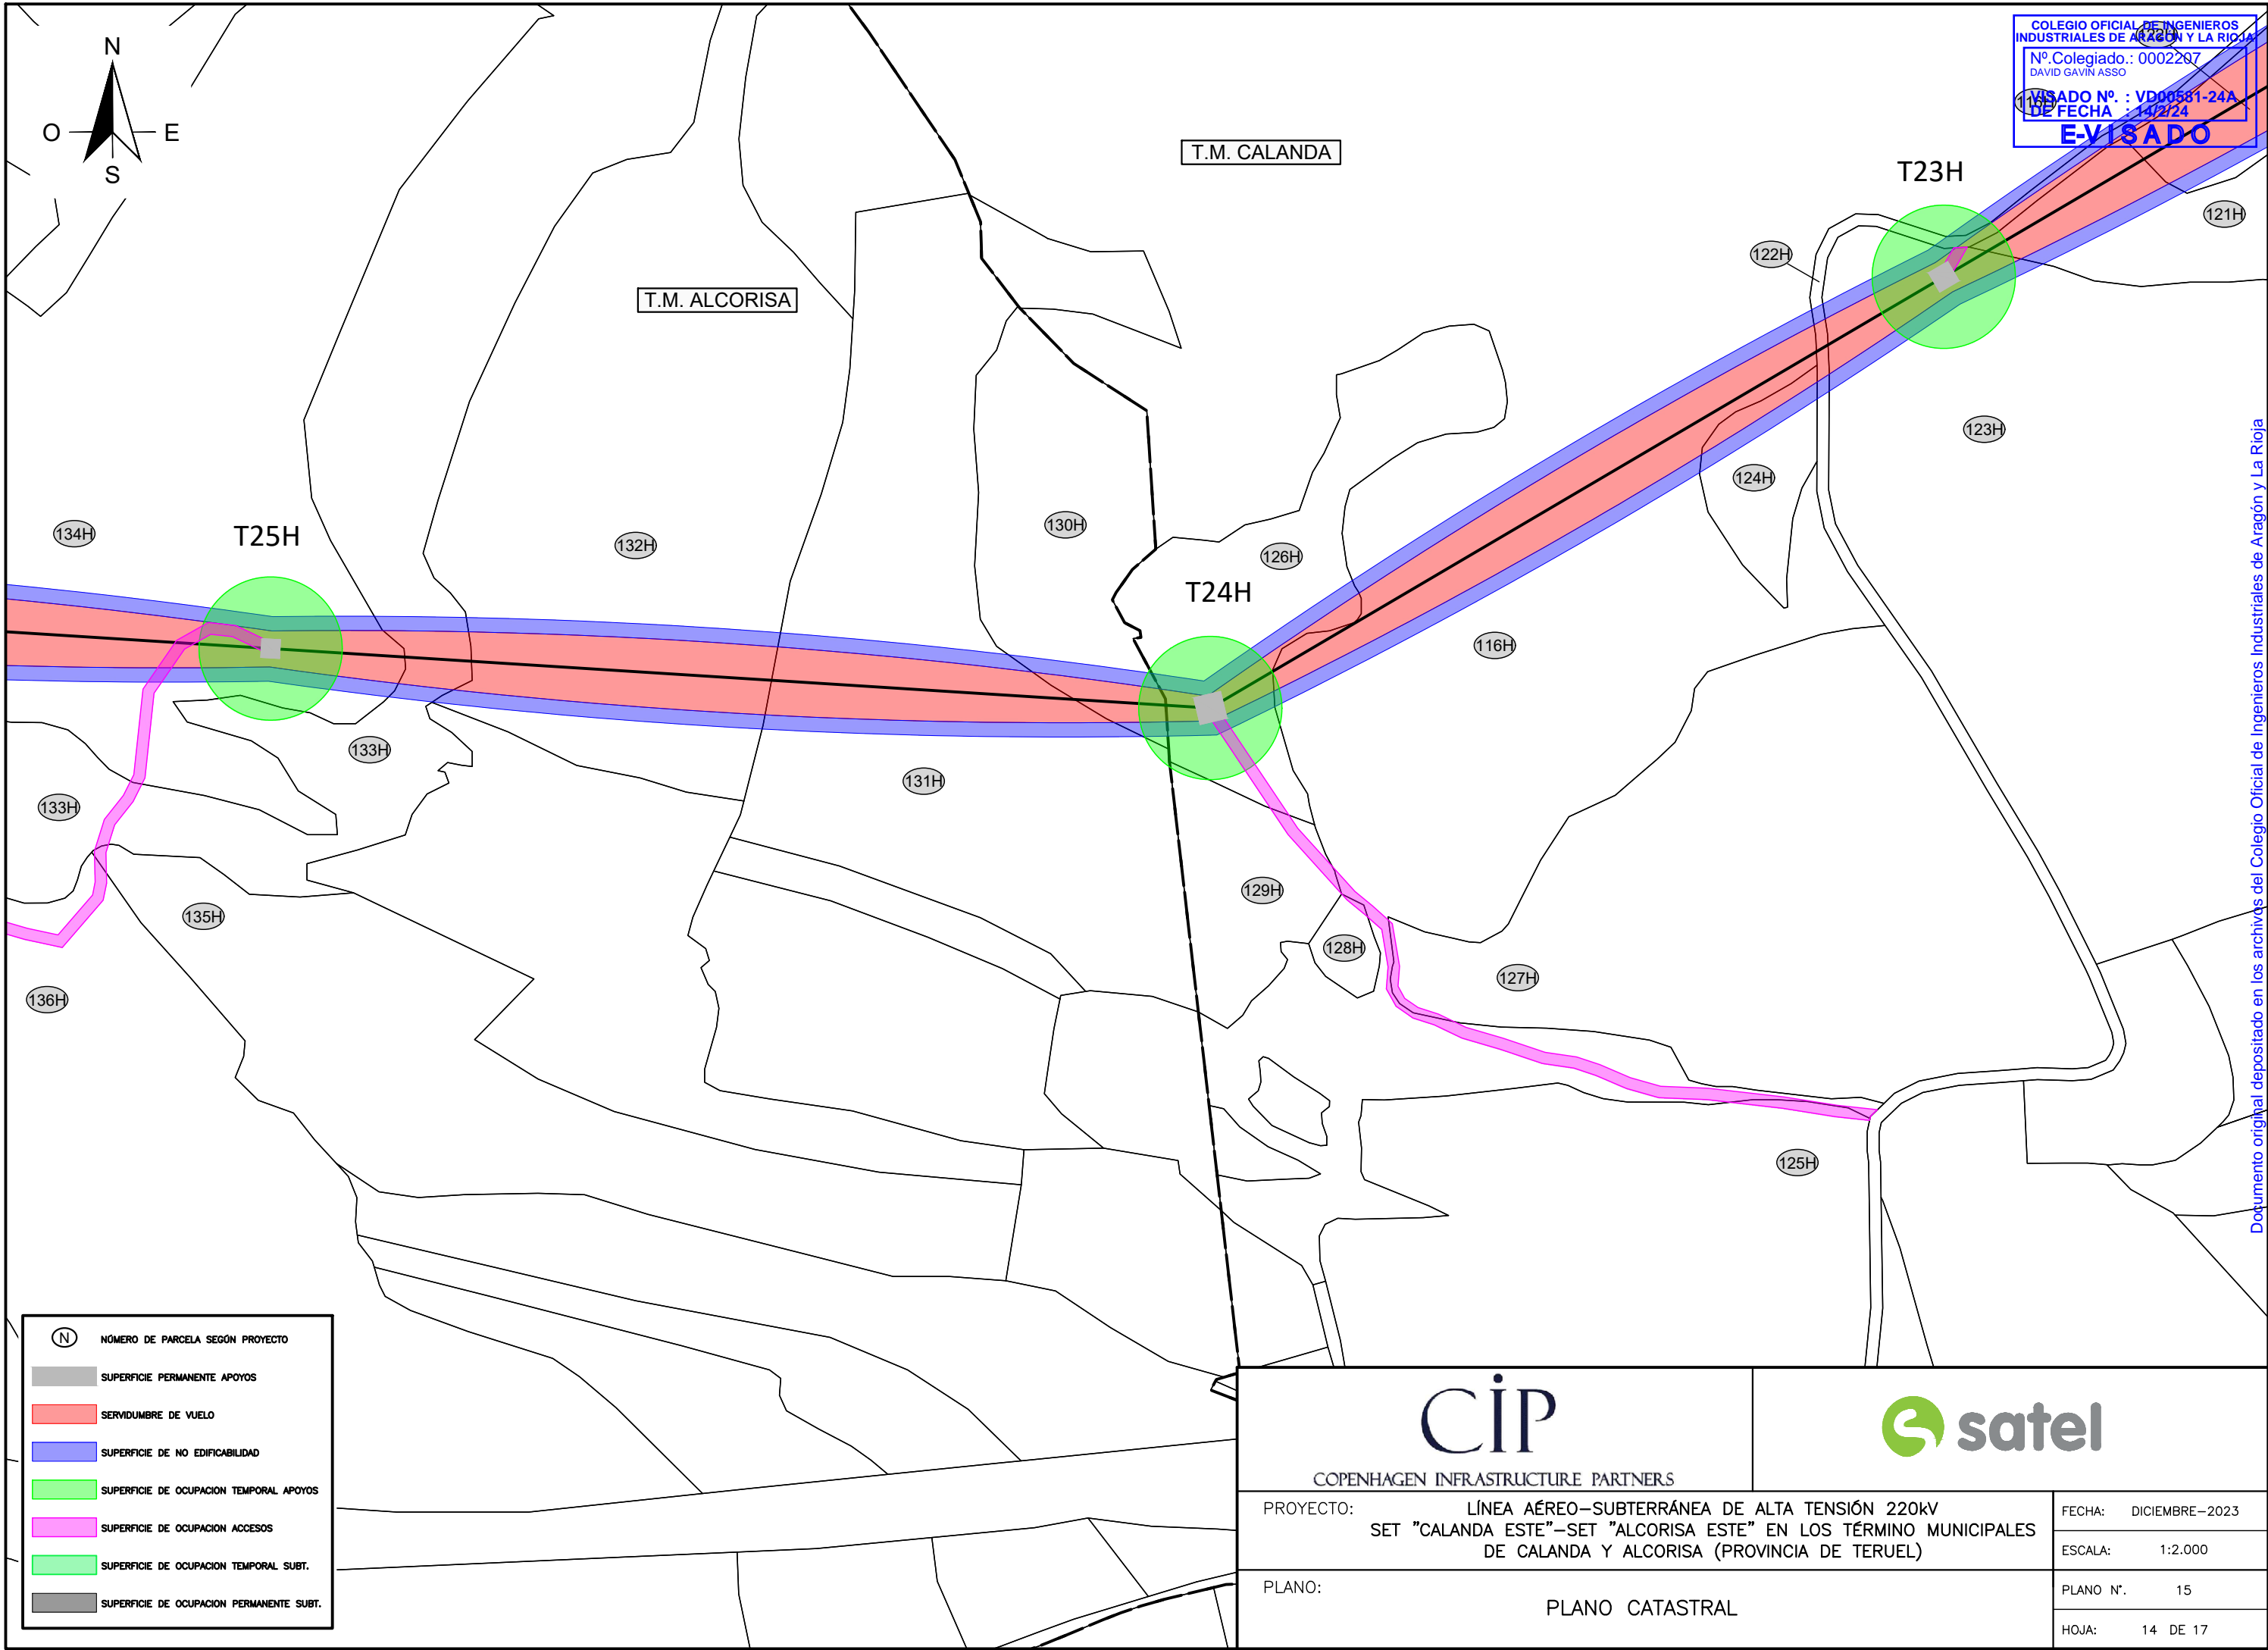 N
O
E
S
COLEGIO OFICIAL DE INGENIEROS
INDUSTRIALES DE ARAGÓN Y LA RIOJA
Nº.Colegiado.: 0002207
DAVID GAVÍN ASSO
VISADO Nº. : VD00581-24A
DE FECHA : 14/2/24
E-VISADO
122H
116H
T.M. CALANDA
T23H
121H
122H
T.M. ALCORISA
123H
124H
134H
T25H
132H
130H
126H
T24H
116H
133H
131H
133H
129H
135H
128H
127H
136H
125H
Documento original depositado en los archivos del Colegio Oficial de Ingenieros Industriales de Aragón y La Rioja
N NÚMERO DE PARCELA SEGÚN PROYECTO
SUPERFICIE PERMANENTE APOYOS
SERVIDUMBRE DE VUELO
SUPERFICIE DE NO EDIFICABILIDAD
SUPERFICIE DE OCUPACION TEMPORAL APOYOS
SUPERFICIE DE OCUPACION ACCESOS
SUPERFICIE DE OCUPACION TEMPORAL SUBT.
SUPERFICIE DE OCUPACION PERMANENTE SUBT.
CIP
COPENHAGEN INFRASTRUCTURE PARTNERS
satel
PROYECTO: LÍNEA AÉREO-SUBTERRÁNEA DE ALTA TENSIÓN 220kV
SET "CALANDA ESTE"-SET "ALCORISA ESTE" EN LOS TÉRMINO MUNICIPALES
DE CALANDA Y ALCORISA (PROVINCIA DE TERUEL)
FECHA: DICIEMBRE-2023
ESCALA: 1:2.000
PLANO: PLANO CATASTRAL
PLANO Nº. 15
HOJA: 14 DE 17